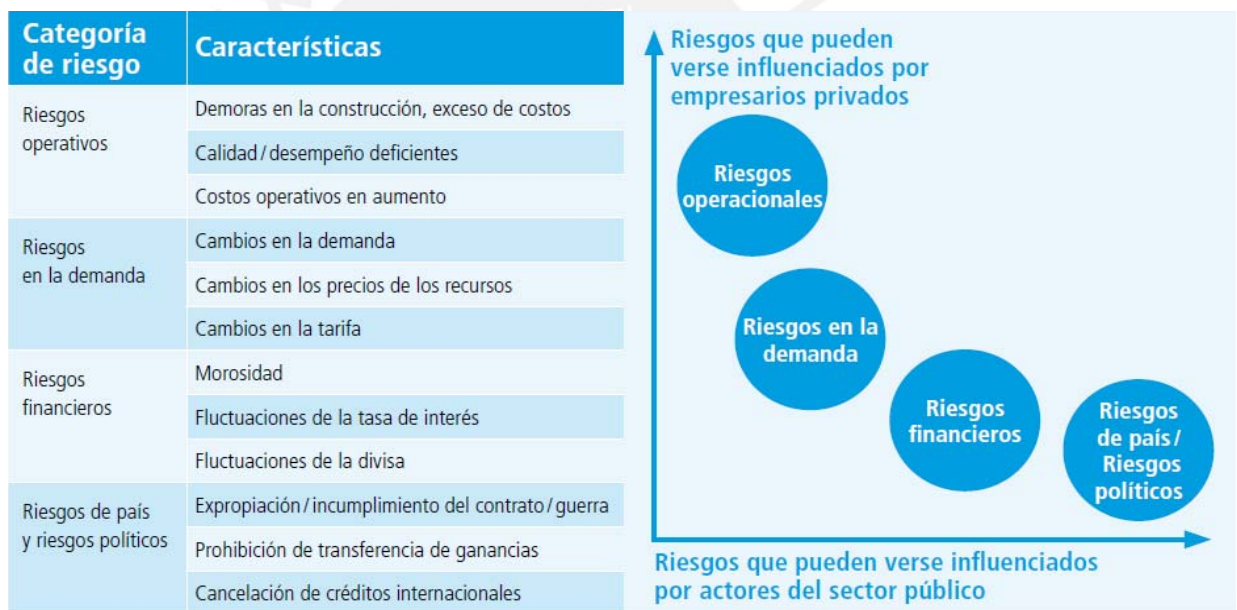 Categoría
de riesgo
Características
Riesgos
operativos
Demoras en la construcción, exceso de costos
Calidad/desempeño deficientes
Costos operativos en aumento
Riesgos
en la demanda
Cambios en la demanda
Cambios en los precios de los recursos
Cambios en la tarifa
Riesgos
financieros
Morosidad
Fluctuaciones de la tasa de interés
Fluctuaciones de la divisa
Riesgos de país
y riesgos políticos
Expropiación/incumplimiento del contrato/guerra
Prohibición de transferencia de ganancias
Cancelación de créditos internacionales
Riesgos que pueden
verse influenciados por
empresarios privados
Riesgos
operacionales
Riesgos en la
demanda
Riesgos
financieros
Riesgos
de país/
Riesgos
políticos
Riesgos que pueden verse influenciados
por actores del sector público